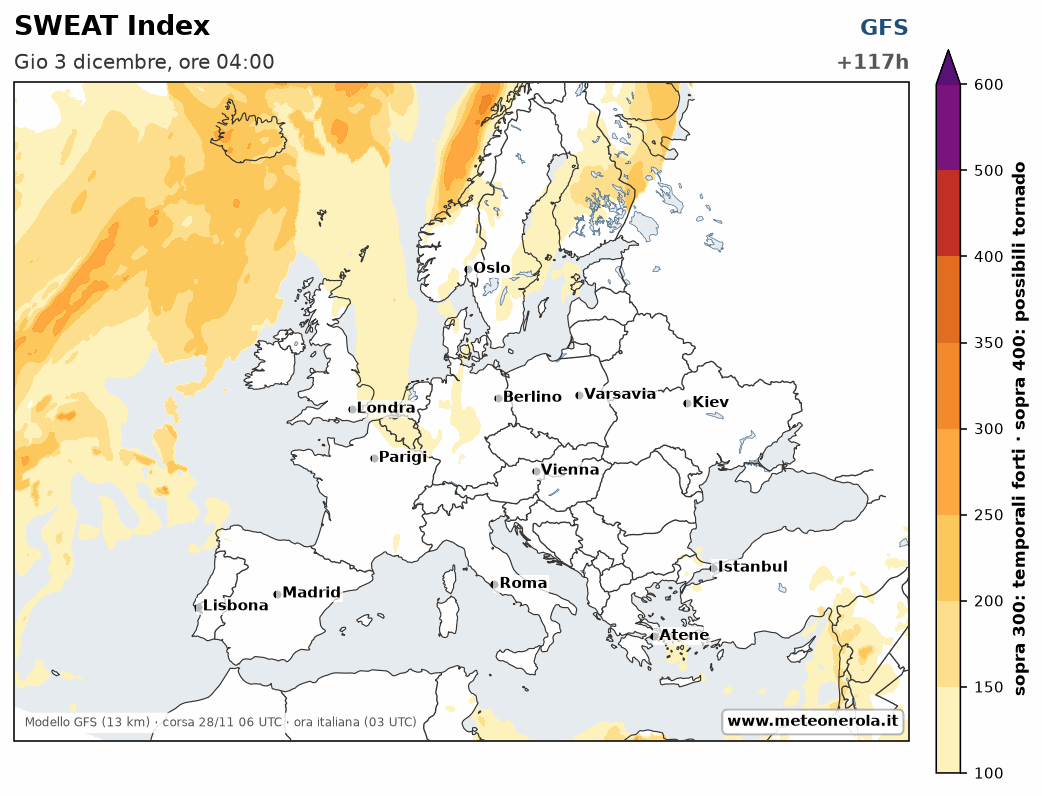 SWEAT Index
GFS
Gio 3 dicembre, ore 04:00
+117h
600
500
400
350
300
250
200
150
100
sopra 300: temporali forti · sopra 400: possibili tornado
Oslo
Londra
Berlino
Varsavia
Kiev
Parigi
Vienna
Istanbul
Madrid
Roma
Lisbona
Atene
Modello GFS (13 km) · corsa 28/11 06 UTC · ora italiana (03 UTC)
www.meteonerola.it